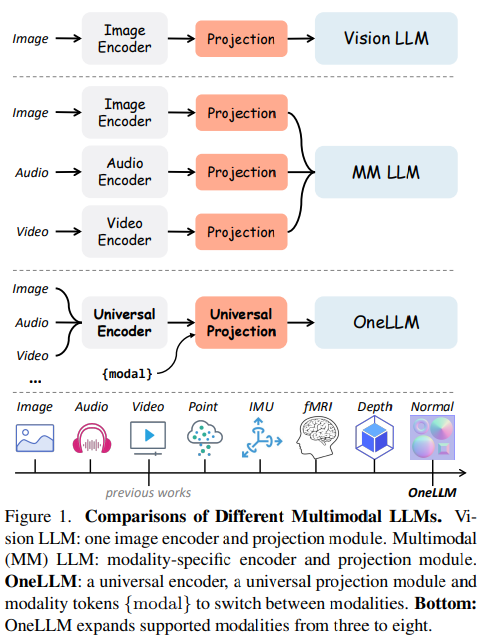 Image
Image Encoder
Projection
Vision LLM
Image
Image Encoder
Projection
Audio
Audio Encoder
Projection
MM LLM
Video
Video Encoder
Projection
Image
Audio
Video
...
Universal Encoder
{modal}
Universal Projection
OneLLM
Image Audio Video Point IMU fMRI Depth Normal
previous works OneLLM
Figure 1. Comparisons of Different Multimodal LLMs. Vi-
sion LLM: one image encoder and projection module. Multimodal
(MM) LLM: modality-specific encoder and projection module.
OneLLM: a universal encoder, a universal projection module and
modality tokens {modal} to switch between modalities. Bottom:
OneLLM expands supported modalities from three to eight.